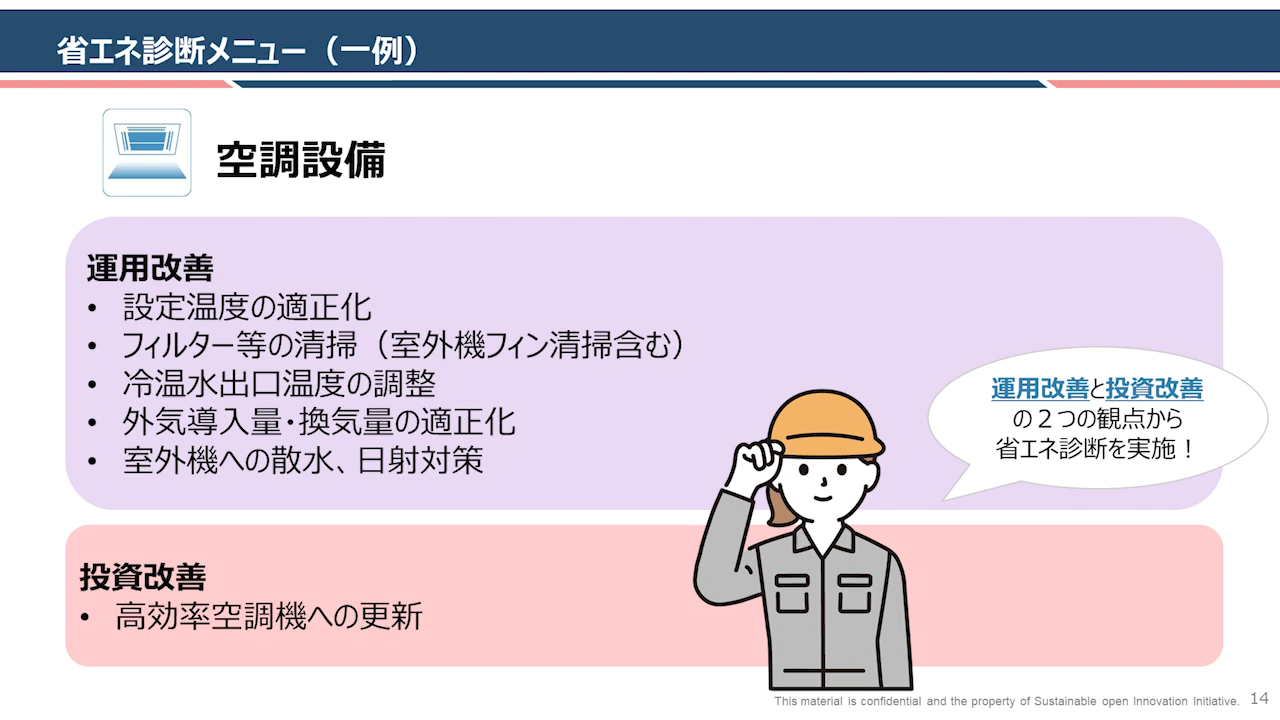 省エネ診断メニュー（一例）
空調設備
運用改善
• 設定温度の適正化
• フィルター等の清掃（室外機フィン清掃含む）
• 冷温水出口温度の調整
• 外気導入量・換気量の適正化
• 室外機への散水、日射対策
運用改善と投資改善
の２つの観点から
省エネ診断を実施！
投資改善
• 高効率空調機への更新
This material is confidential and the property of Sustainable open Innovation Initiative.
14